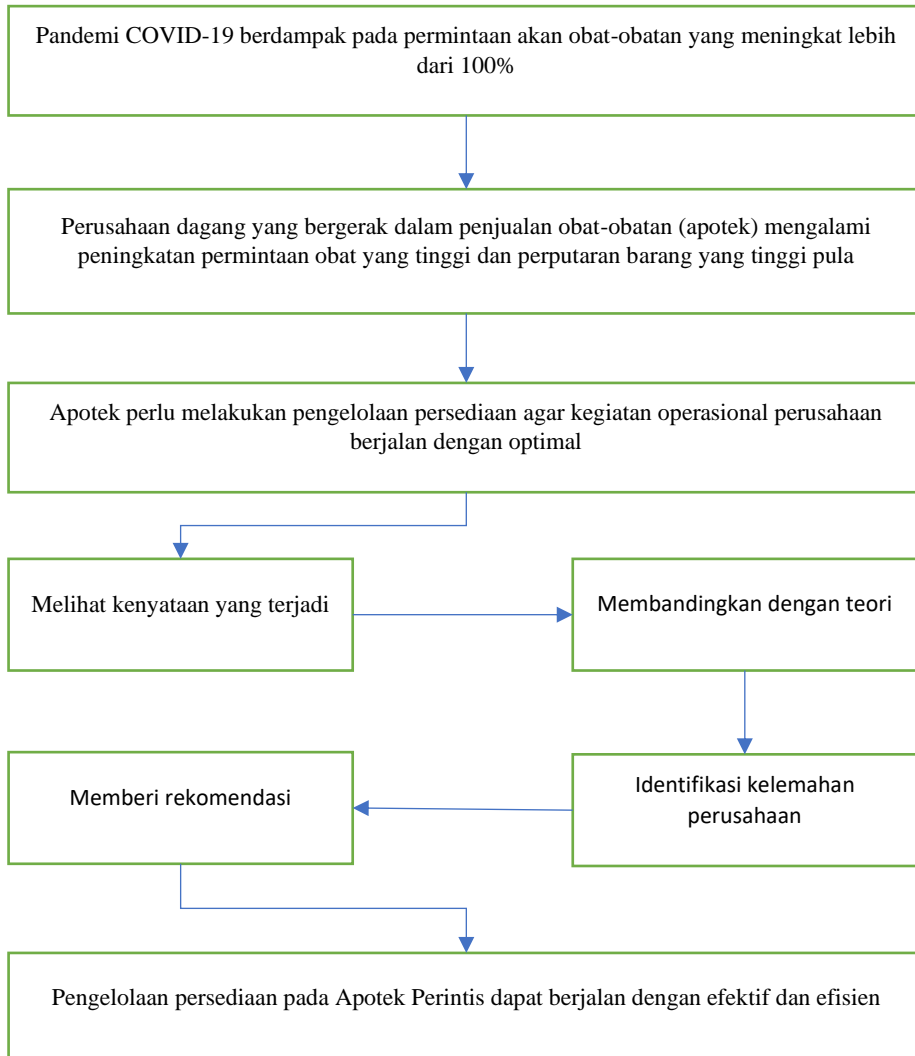 Pandemi COVID-19 berdampak pada permintaan akan obat-obatan yang meningkat lebih
dari 100%
Perusahaan dagang yang bergerak dalam penjualan obat-obatan (apotek) mengalami
peningkatan permintaan obat yang tinggi dan perputaran barang yang tinggi pula
Apotek perlu melakukan pengelolaan persediaan agar kegiatan operasional perusahaan
berjalan dengan optimal
Melihat kenyataan yang terjadi
Membandingkan dengan teori
Identifikasi kelemahan
perusahaan
Memberi rekomendasi
Pengelolaan persediaan pada Apotek Perintis dapat berjalan dengan efektif dan efisien